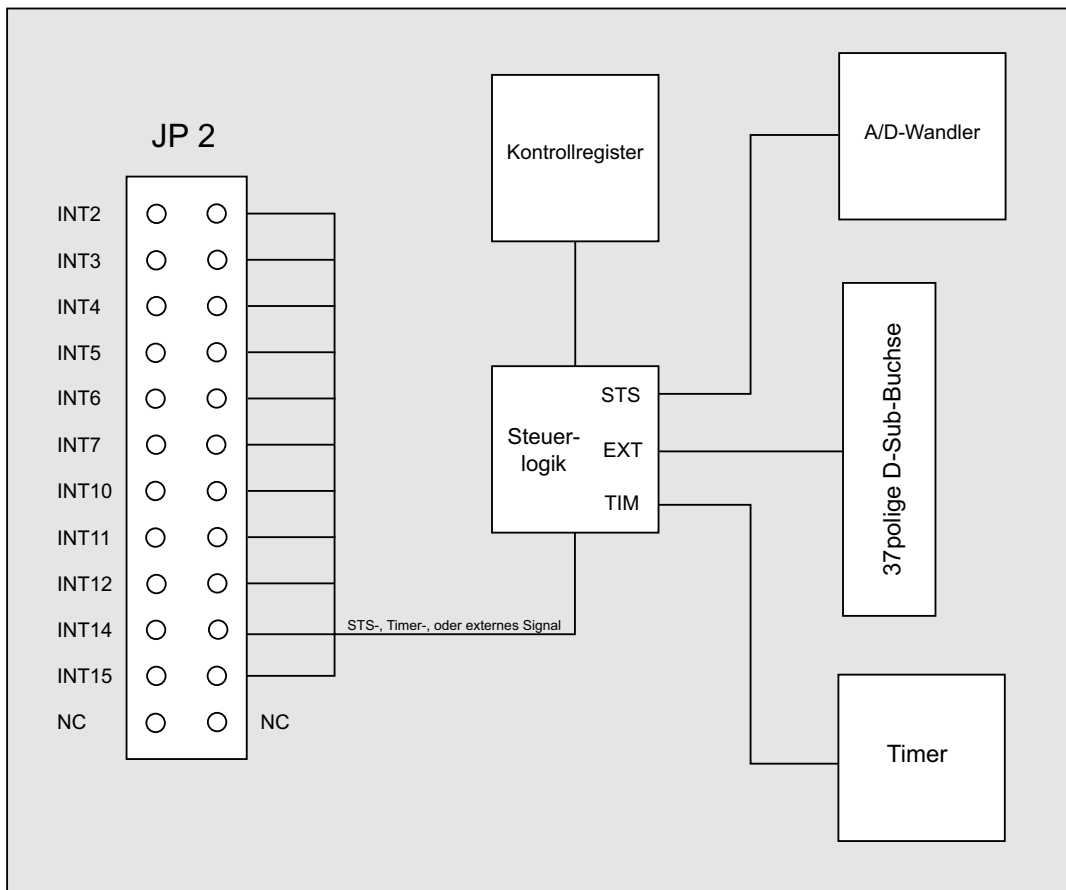 JP 2
INT2
INT3
INT4
INT5
INT6
INT7
INT10
INT11
INT12
INT14
INT15
NC
NC
STS-, Timer-, oder externes Signal
Kontrollregister
Steuer-
logik
STS
EXT
TIM
A/D-Wandler
37polige D-Sub-Buchse
Timer